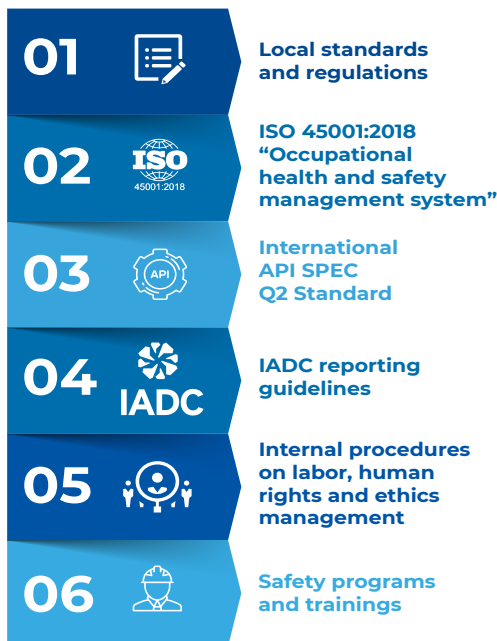 01
Local standards
and regulations
02
ISO
45001:2018
ISO 45001:2018
“Occupational
health and safety
management system”
03
API
International
API SPEC
Q2 Standard
04
IADC
IADC reporting
guidelines
05
Internal procedures
on labor, human
rights and ethics
management
06
Safety programs
and trainings